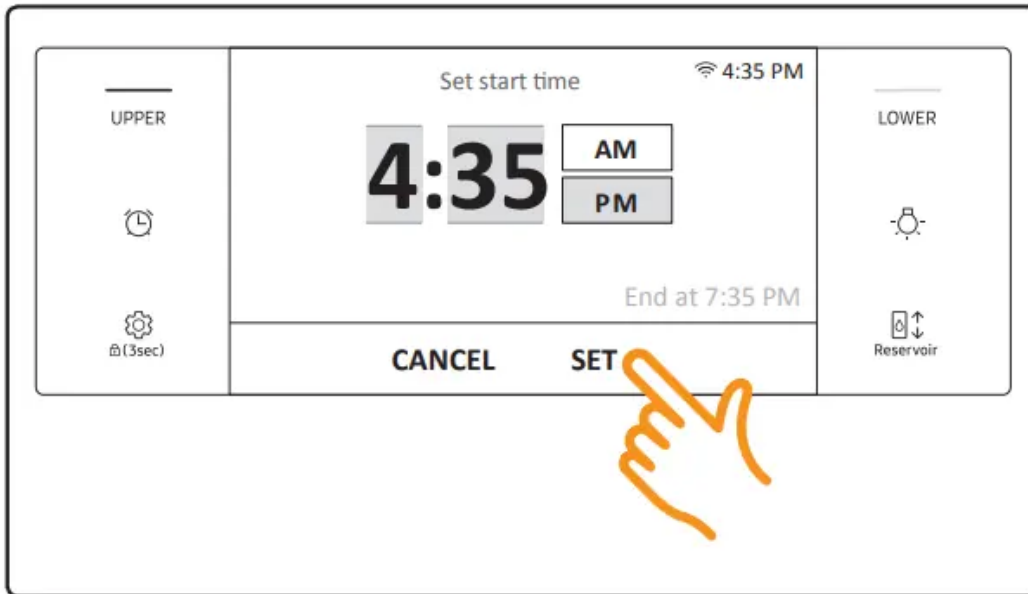 UPPER
(3sec)
Set start time
4:35 PM
4:35
AM
PM
End at 7:35 PM
CANCEL
SET
LOWER
Reservoir